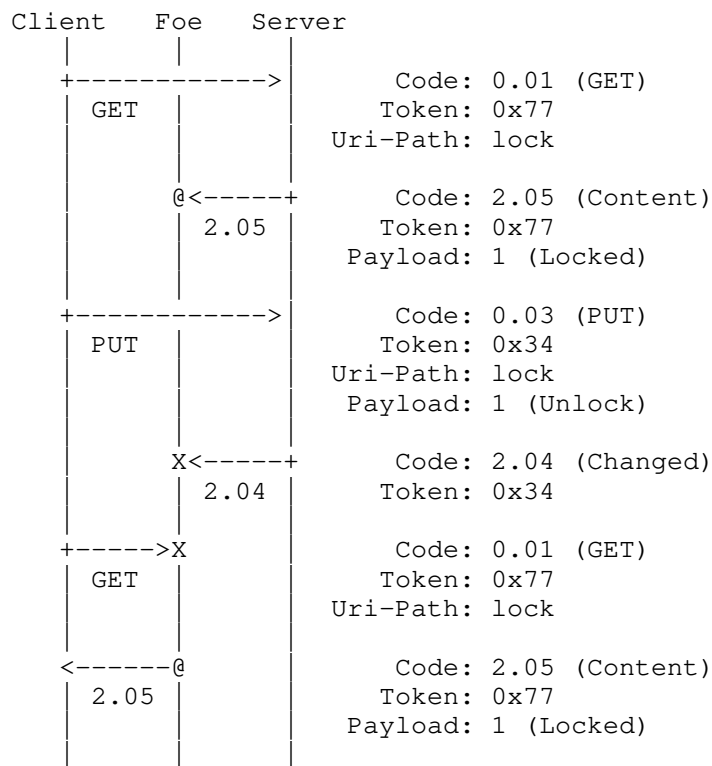 Client Foe Server
+------------> Code: 0.01 (GET)
GET Token: 0x77
Uri-Path: lock
@<-----+ Code: 2.05 (Content)
2.05 Token: 0x77
Payload: 1 (Locked)
+------------> Code: 0.03 (PUT)
PUT Token: 0x34
Uri-Path: lock
Payload: 1 (Unlock)
X<-----+ Code: 2.04 (Changed)
2.04 Token: 0x34
+----->X Code: 0.01 (GET)
GET Token: 0x77
Uri-Path: lock
<------@ Code: 2.05 (Content)
2.05 Token: 0x77
Payload: 1 (Locked)